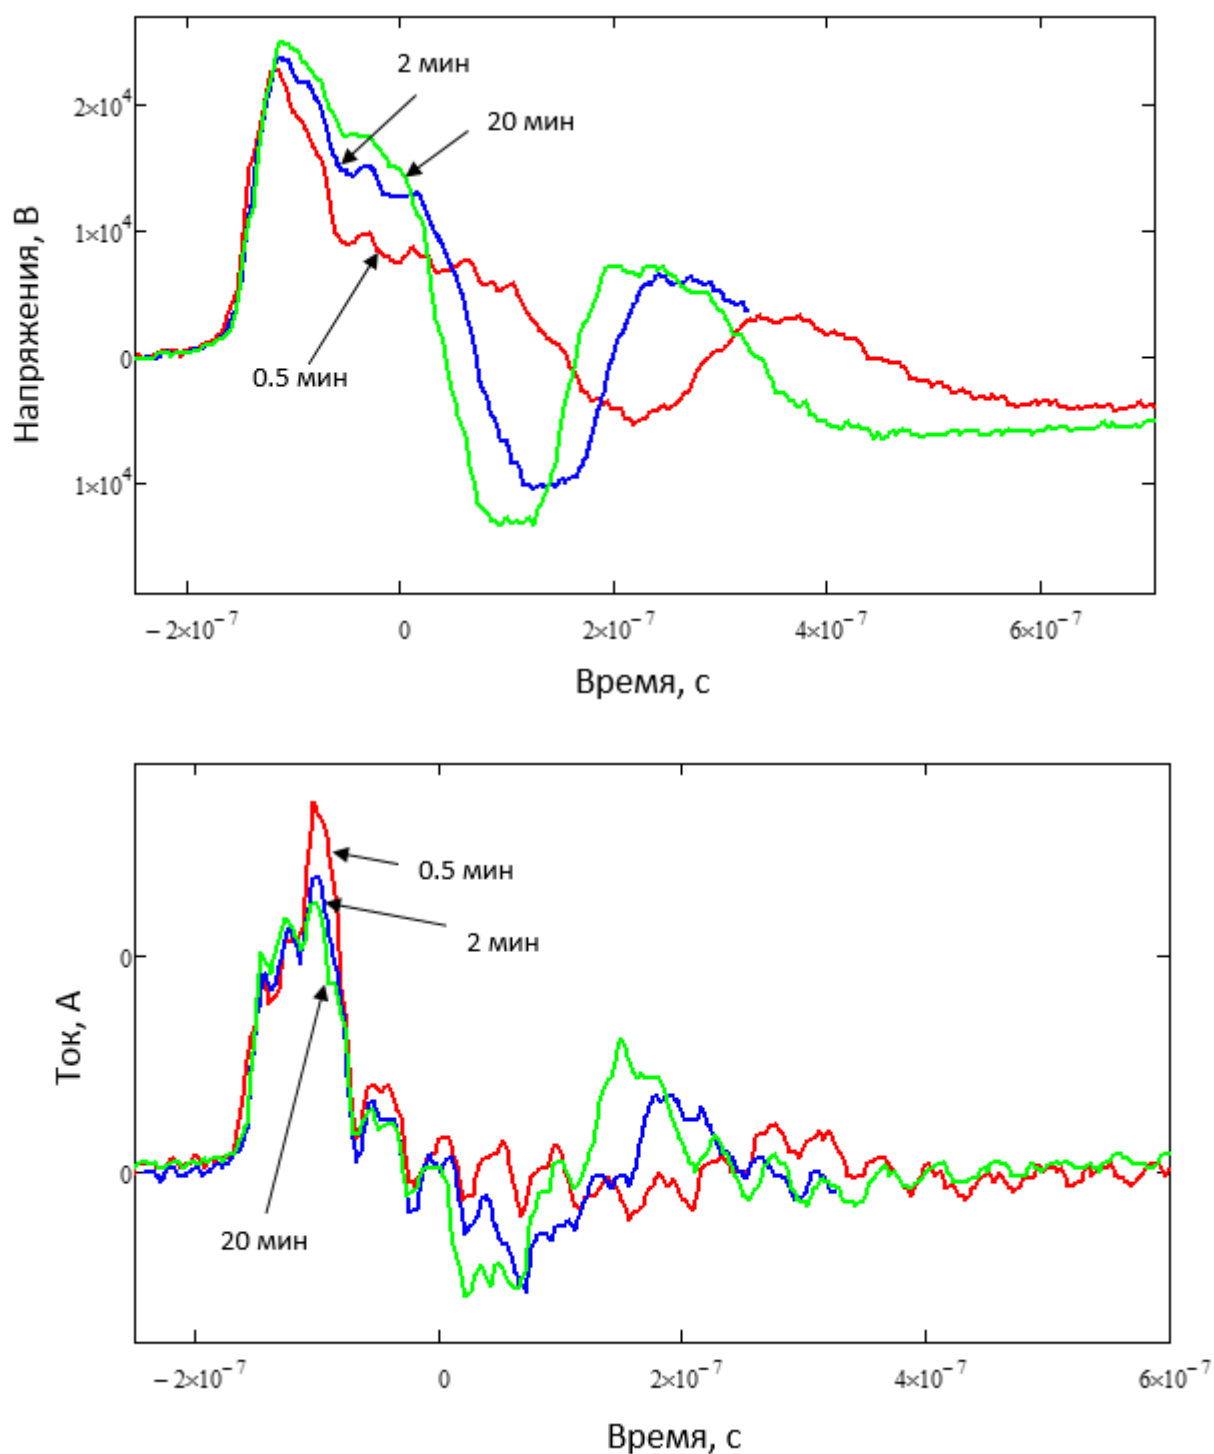 2 мин
2×10⁴
20 мин
1×10⁴
Напряжения, В
0
0.5 мин
1×10⁴
−2×10⁻⁷ 0 2×10⁻⁷ 4×10⁻⁷ 6×10⁻⁷
Время, с
0.5 мин
2 мин
0
Ток, А
0
20 мин
−2×10⁻⁷ 0 2×10⁻⁷ 4×10⁻⁷ 6×10⁻⁷
Время, с